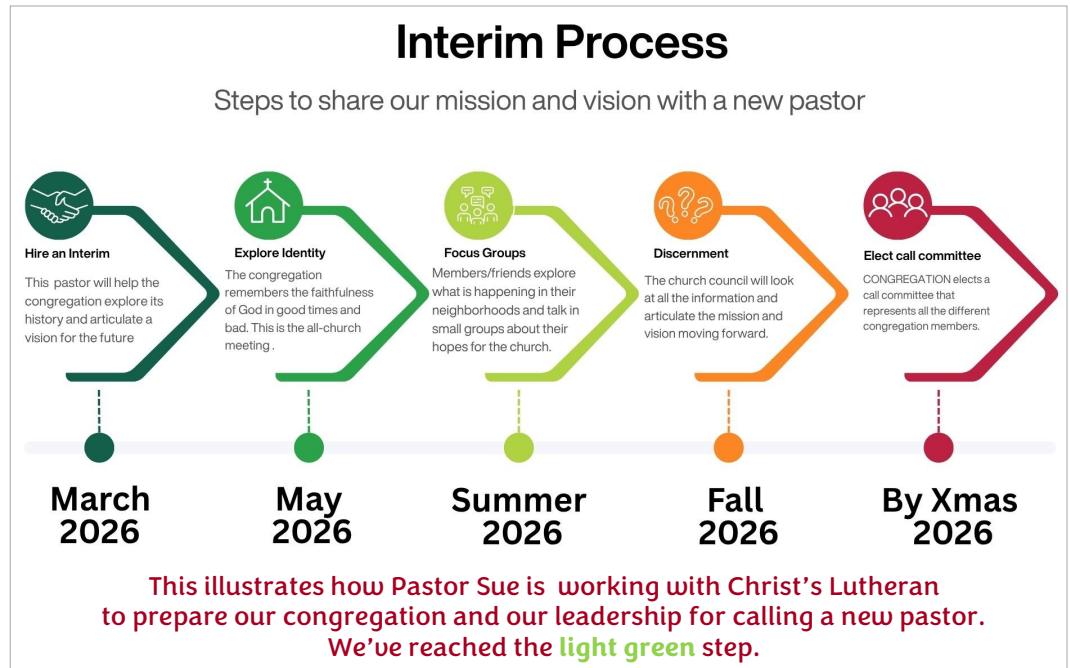 Interim Process
Steps to share our mission and vision with a new pastor
Hire an Interim
This pastor will help the
congregation explore its
history and articulate a
vision for the future
Explore Identity
The congregation
remembers the faithfulness
of God in good times and
bad. This is the all-church
meeting .
Focus Groups
Members/friends explore
what is happening in their
neighborhoods and talk in
small groups about their
hopes for the church.
Discernment
The church council will look
at all the information and
articulate the mission and
vision moving forward.
Elect call committee
CONGREGATION elects a
call committee that
represents all the different
congregation members.
March
2026
May
2026
Summer
2026
Fall
2026
By Xmas
2026
This illustrates how Pastor Sue is working with Christ's Lutheran
to prepare our congregation and our leadership for calling a new pastor.
We've reached the light green step.